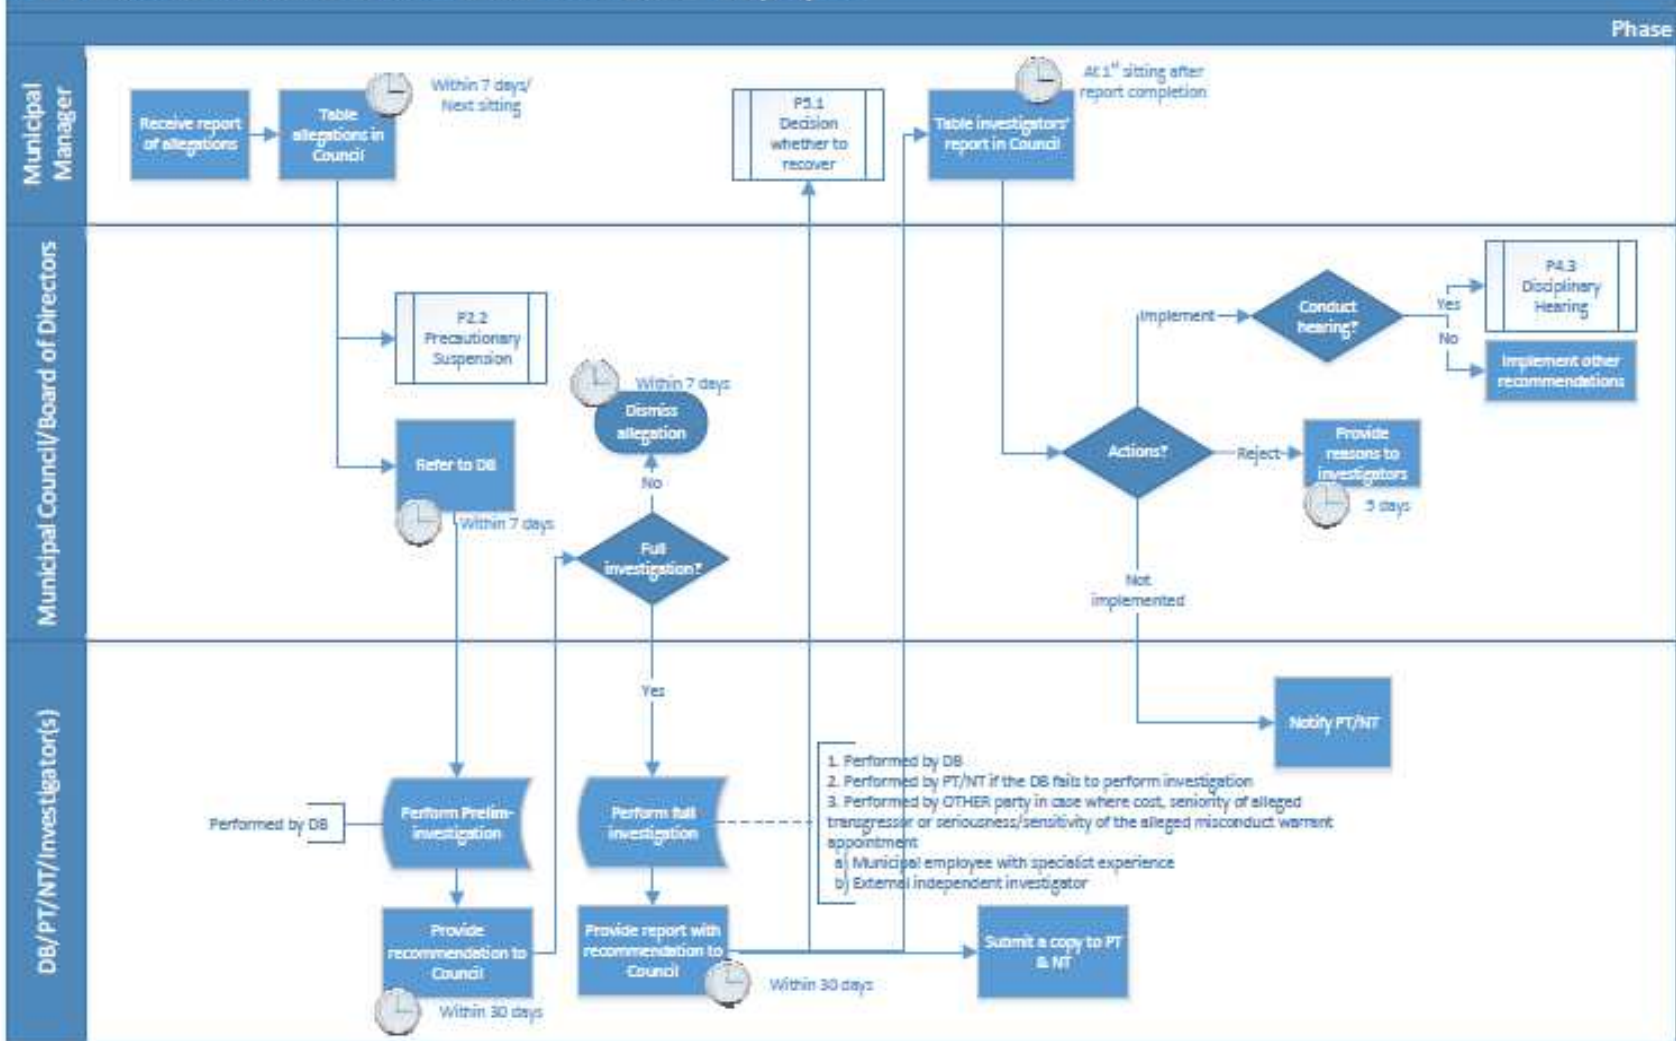 Phase
Municipal
Manager
Receive report
of allegations
Table
allegations in
Council
Within 7 days/
Next sitting
P5.1
Decision
whether to
recover
Table investigators'
report in Council
At 1st sitting after
report completion
Municipal Council/Board of Directors
P2.2
Precautionary
Suspension
Refer to DB
Within 7 days
Within 7 days
Dismiss
allegation
No
Full
investigation?
Implement
Conduct
hearing?
Yes
No
P4.3
Disciplinary
Hearing
Implement other
recommendations
Actions?
Reject
Provide
reasons to
investigators
5 days
Not
implemented
DB/PT/NT/Investigator(s)
Yes
Notify PT/NT
Performed by DB
Perform Prelim-
investigation
Perform full
investigation
1. Performed by DB
2. Performed by PT/NT if the DB fails to perform investigation
3. Performed by OTHER party in case where cost, seniority of alleged
transgressor or seriousness/sensitivity of the alleged misconduct warrant
appointment
a) Municipal employee with specialist experience
b) External independent investigator
Provide
recommendation to
Council
Within 30 days
Provide report with
recommendation to
Council
Within 30 days
Submit a copy to PT
& NT